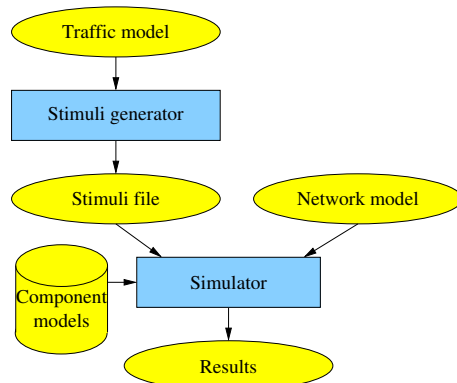 Traffic model
Stimuli generator
Stimuli file
Network model
Component
models
Simulator
Results